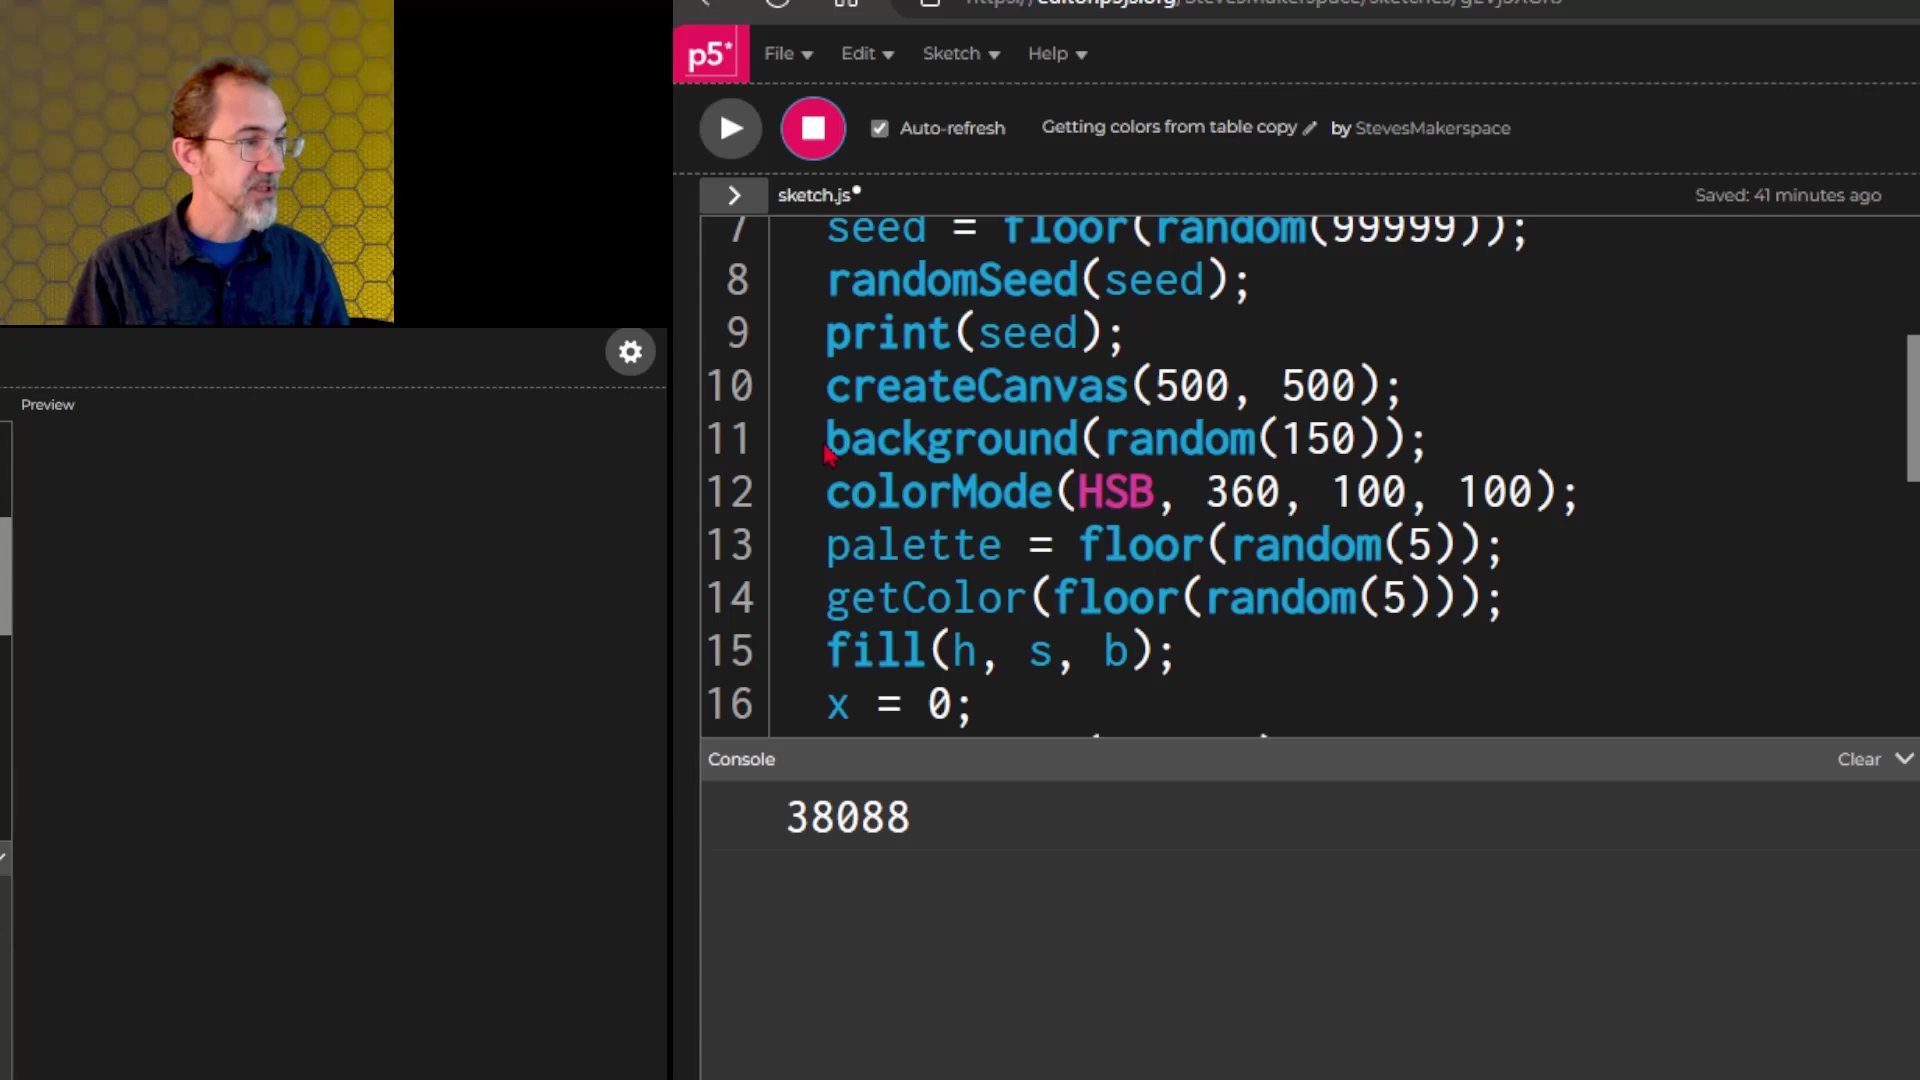 p5*
File
Edit
Sketch
Help
Auto-refresh
Getting colors from table copy
by StevesMakerspace
sketch.js
Saved: 41 minutes ago
Preview
7 seed = floor(random(99999));
8 randomSeed(seed);
9 print(seed);
10 createCanvas(500, 500);
11 background(random(150));
12 colorMode(HSB, 360, 100, 100);
13 palette = floor(random(5));
14 getColor(floor(random(5)));
15 fill(h, s, b);
16 x = 0;
Console
Clear
38088